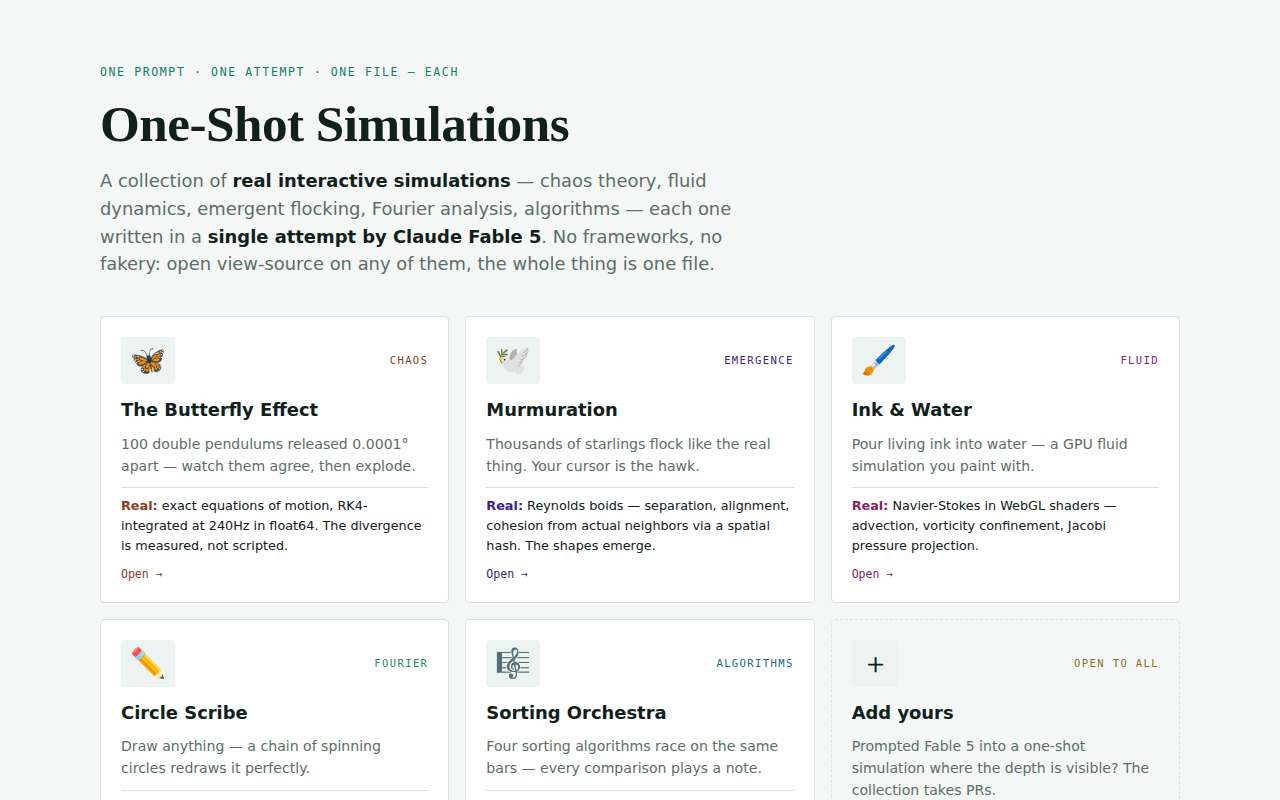 ONE PROMPT · ONE ATTEMPT · ONE FILE — EACH
One-Shot Simulations
A collection of real interactive simulations — chaos theory, fluid
dynamics, emergent flocking, Fourier analysis, algorithms — each one
written in a single attempt by Claude Fable 5. No frameworks, no
fakery: open view-source on any of them, the whole thing is one file.
CHAOS
The Butterfly Effect
100 double pendulums released 0.0001°
apart — watch them agree, then explode.
Real: exact equations of motion, RK4-
integrated at 240Hz in float64. The divergence
is measured, not scripted.
Open →
EMERGENCE
Murmuration
Thousands of starlings flock like the real
thing. Your cursor is the hawk.
Real: Reynolds boids — separation, alignment,
cohesion from actual neighbors via a spatial
hash. The shapes emerge.
Open →
FLUID
Ink & Water
Pour living ink into water — a GPU fluid
simulation you paint with.
Real: Navier-Stokes in WebGL shaders —
advection, vorticity confinement, Jacobi
pressure projection.
Open →
FOURIER
Circle Scribe
Draw anything — a chain of spinning
circles redraws it perfectly.
ALGORITHMS
Sorting Orchestra
Four sorting algorithms race on the same
bars — every comparison plays a note.
+
OPEN TO ALL
Add yours
Prompted Fable 5 into a one-shot
simulation where the depth is visible? The
collection takes PRs.